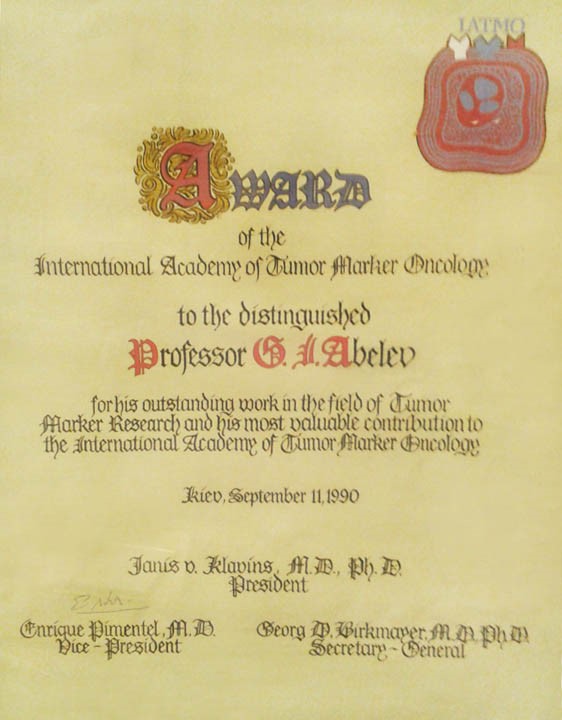 IATMO
AWARD
of the
International Academy of Tumor Marker Oncology
to the distinguished
Professor G. I. Abelev
for his outstanding work in the field of Tumor
Marker Research and his most valuable contribution to
the International Academy of Tumor Marker Oncology
Kiev, September 11, 1990
Janis v. Klavins, M.D., Ph.D.
President
Enrique Pimentel, M.D.
Vice-President
Georg D. Birkmayer, M.D. Ph.D.
Secretary-General